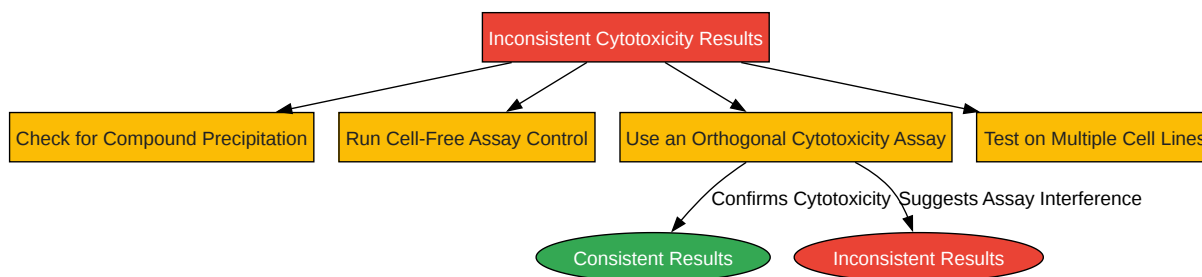 Inconsistent Cytotoxicity Results
Check for Compound Precipitation
Run Cell-Free Assay Control
Use an Orthogonal Cytotoxicity Assay
Test on Multiple Cell Lines
Confirms Cytotoxicity
Suggests Assay Interference
Consistent Results
Inconsistent Results